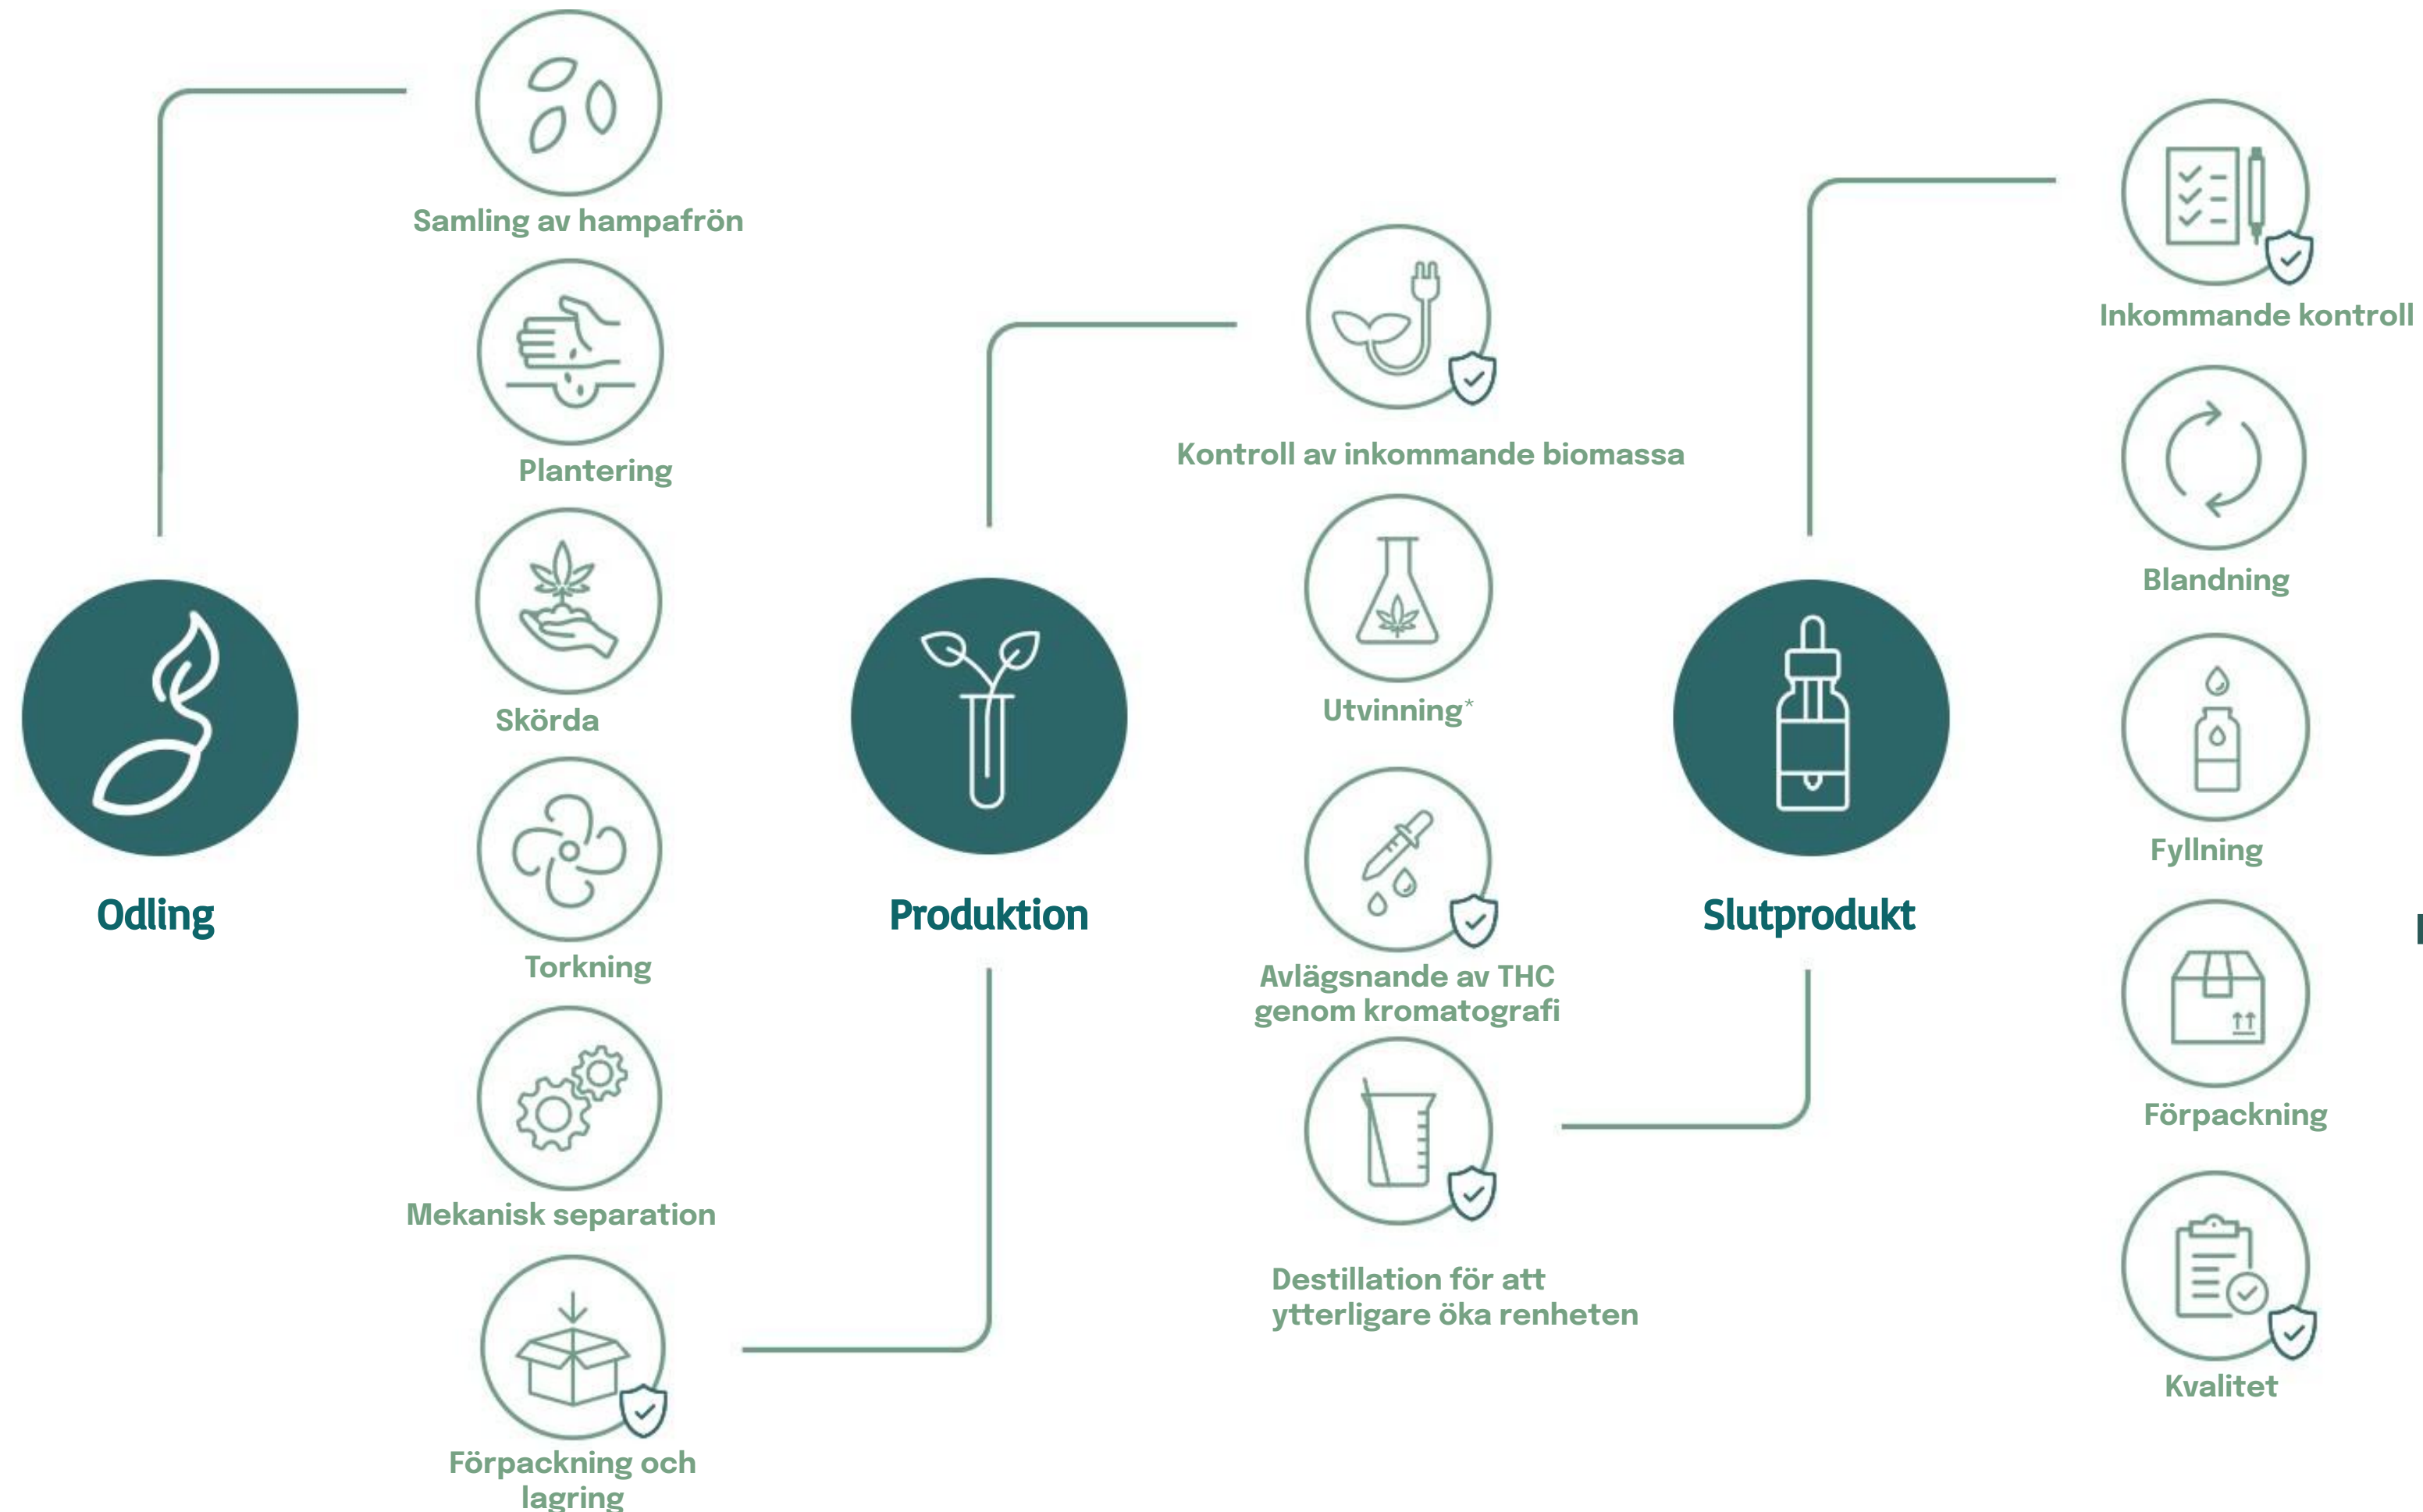 Odling
Samling av hampafrön
Plantering
Skörda
Torkning
Mekanisk separation
Förpackning och
lagring
Produktion
Kontroll av inkommande biomassa
Utvinning*
Avlägsnande av THC
genom kromatografi
Destillation för att
ytterligare öka renheten
Slutprodukt
Inkommande kontroll
Blandning
Fyllning
Förpackning
Kvalitet